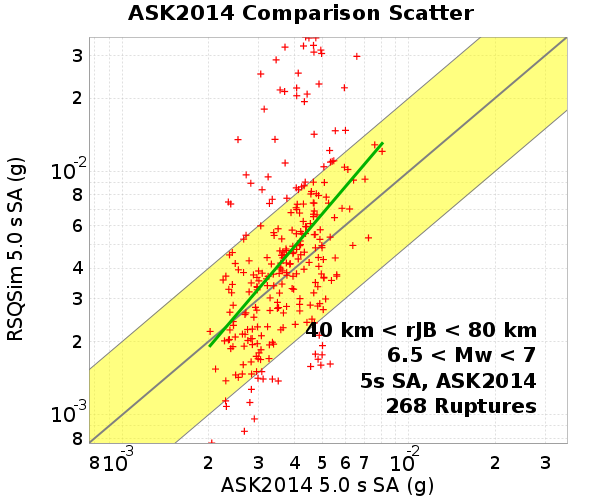 ASK2014 Comparison Scatter
RSQSim 5.0 s SA (g)
3
2
10-2
8
6
4
3
2
10-3
8
40 km < rJB < 80 km
6.5 < Mw < 7
5s SA, ASK2014
268 Ruptures
8 10-3 2 3 4 5 6 7 10-2 2 3
ASK2014 5.0 s SA (g)